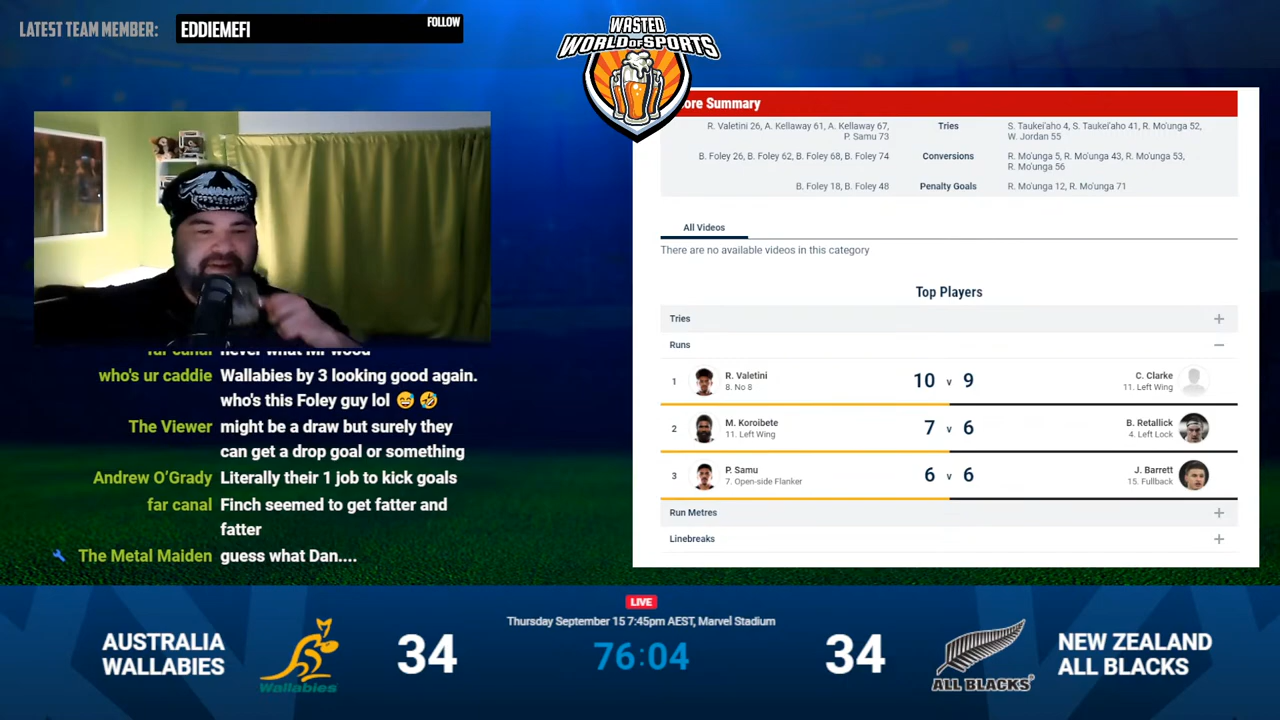 LATEST TEAM MEMBER:
EDDIEMEFI
FOLLOW
WASTED
WORLD OF SPORTS
ore Summary
R. Valetini 26, A. Kellaway 61, A. Kellaway 67,
P. Samu 73
Tries
S. Taukei'aho 4, S. Taukei'aho 41, R. Mo'unga 52,
W. Jordan 55
B. Foley 26, B. Foley 62, B. Foley 68, B. Foley 74
Conversions
R. Mo'unga 5, R. Mo'unga 43, R. Mo'unga 53,
R. Mo'unga 56
B. Foley 18, B. Foley 48
Penalty Goals
R. Mo'unga 12, R. Mo'unga 71
All Videos
There are no available videos in this category
Top Players
Tries
Runs
1 R. Valetini 10 v 9 C. Clarke
8. No 8 11. Left Wing
2 M. Koroibete 7 v 6 B. Retallick
11. Left Wing 4. Left Lock
3 P. Samu 6 v 6 J. Barrett
7. Open-side Flanker 15. Fullback
Run Metres
Linebreaks
far canal never what Mr wood
who's ur caddie Wallabies by 3 looking good again.
who's this Foley guy lol 😅 🤣
The Viewer might be a draw but surely they
can get a drop goal or something
Andrew O'Grady Literally their 1 job to kick goals
far canal Finch seemed to get fatter and
fatter
The Metal Maiden guess what Dan....
LIVE
Thursday September 15 7:45pm AEST, Marvel Stadium
AUSTRALIA
WALLABIES
Wallabies
34
76:04
34
ALL BLACKS
NEW ZEALAND
ALL BLACKS